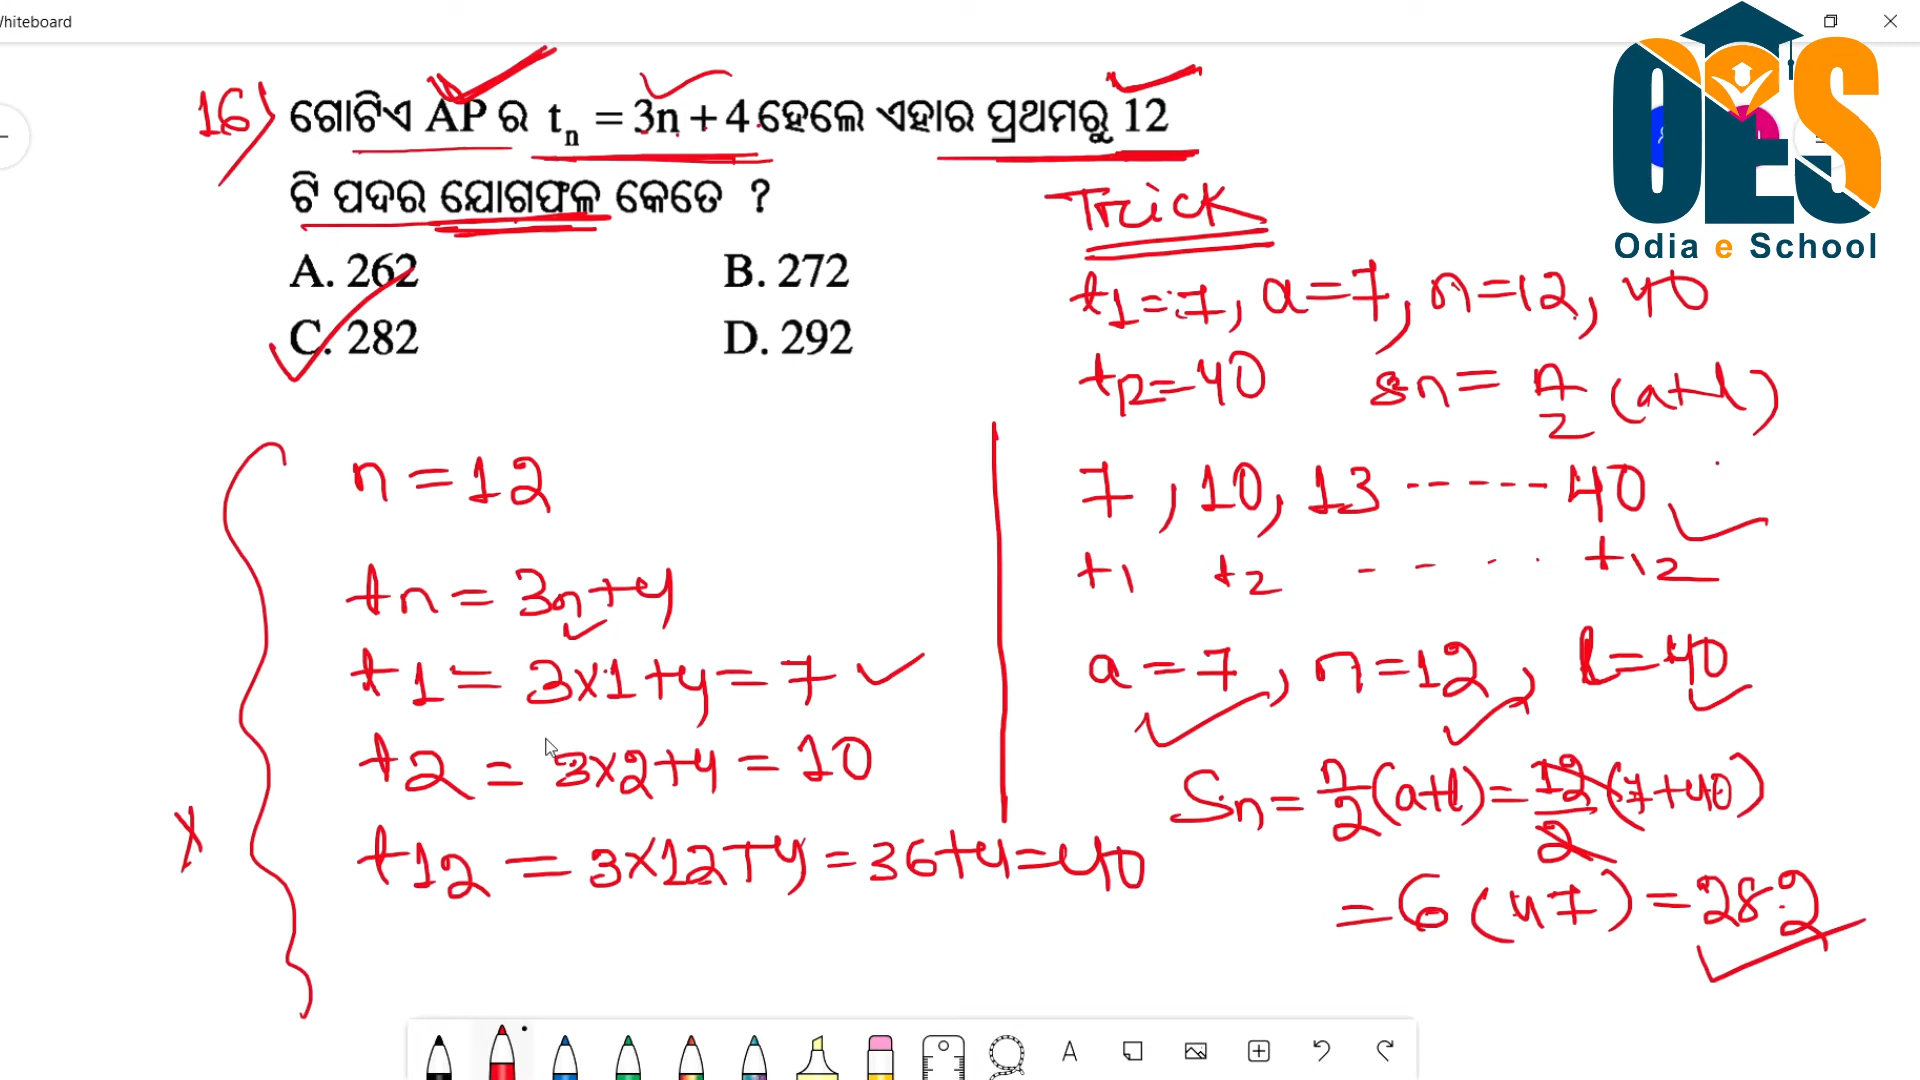 Whiteboard
16) ଗୋଟିଏ AP ର tn = 3n + 4 ହେଲେ ଏହାର ପ୍ରଥମରୁ 12
ଟି ପଦର ଯୋଗଫଳ କେତେ ?
A. 262 B. 272
C. 282 D. 292
OES
Odia e School
Trick
t1 = 7, a = 7, n = 12, 40
t12 = 40 Sn = n/2 (a+l)
7, 10, 13 ------ 40
t1 t2 - - - - - t12
a = 7, n = 12, l = 40
Sn = n/2 (a+l) = 12/2 (7+40)
= 6 (47) = 282
n = 12
tn = 3n+4
t1 = 3×1+4 = 7
t2 = 3×2+4 = 10
t12 = 3×12+4 = 36+4 = 40
X